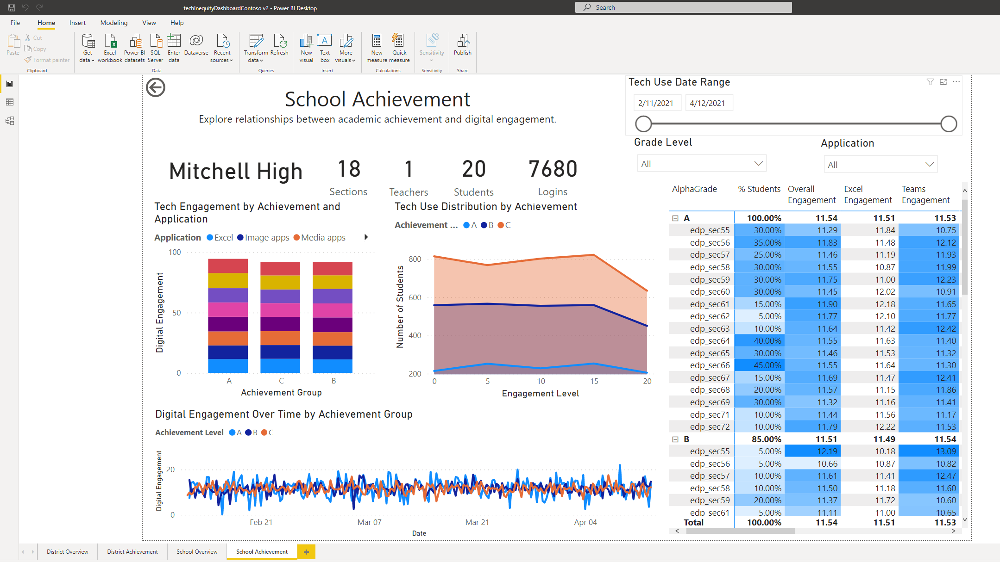 techInequityDashboardContoso v2 - Power BI Desktop
Search
File Home Insert Modeling View Help
Paste
Cut
Copy
Format painter
Clipboard
Get data
Excel workbook
Power BI datasets
SQL Server
Enter data
Dataverse
Recent sources
Data
Transform data
Refresh
Queries
New visual
Text box
More visuals
Insert
New measure
Quick measure
Calculations
Sensitivity
Sensitivity
Publish
Share
School Achievement
Explore relationships between academic achievement and digital engagement.
Tech Use Date Range
2/11/2021 4/12/2021
Grade Level
All
Application
All
Mitchell High
18
Sections
1
Teachers
20
Students
7680
Logins
Tech Engagement by Achievement and
Application
Application Excel Image apps Media apps
100
50
0
Digital Engagement
A C B
Achievement Group
Tech Use Distribution by Achievement
Achievement ... A B C
800
600
400
200
Number of Students
0 5 10 15 20
Engagement Level
Digital Engagement Over Time by Achievement Group
Achievement Level A B C
20
0
Digital Engagement
Feb 21 Mar 07 Mar 21 Apr 04
Date
AlphaGrade % Students Overall Engagement Excel Engagement Teams Engagement
A 100.00% 11.54 11.51 11.53
edp_sec55 30.00% 11.29 11.84 10.75
edp_sec56 35.00% 11.83 11.48 12.12
edp_sec57 25.00% 11.46 11.19 11.93
edp_sec58 30.00% 11.55 10.87 11.99
edp_sec59 30.00% 11.75 11.00 12.23
edp_sec60 30.00% 11.45 12.02 10.91
edp_sec61 15.00% 11.90 12.18 11.65
edp_sec62 5.00% 11.77 12.10 11.77
edp_sec63 10.00% 11.64 11.42 12.42
edp_sec64 40.00% 11.55 11.63 11.40
edp_sec65 30.00% 11.46 11.53 11.32
edp_sec66 45.00% 11.55 11.64 11.30
edp_sec67 15.00% 11.69 11.47 12.41
edp_sec68 20.00% 11.57 11.15 11.86
edp_sec69 30.00% 11.32 11.16 11.41
edp_sec71 10.00% 11.44 11.56 11.17
edp_sec72 10.00% 11.79 12.22 11.53
B 85.00% 11.51 11.49 11.54
edp_sec55 5.00% 12.19 10.18 13.09
edp_sec56 5.00% 10.66 10.87 10.82
edp_sec57 10.00% 11.61 11.41 12.47
edp_sec58 10.00% 11.50 11.18 11.60
edp_sec59 20.00% 11.37 11.72 10.60
edp_sec61 5.00% 11.11 11.00 10.65
Total 100.00% 11.54 11.51 11.53
District Overview District Achievement School Overview School Achievement